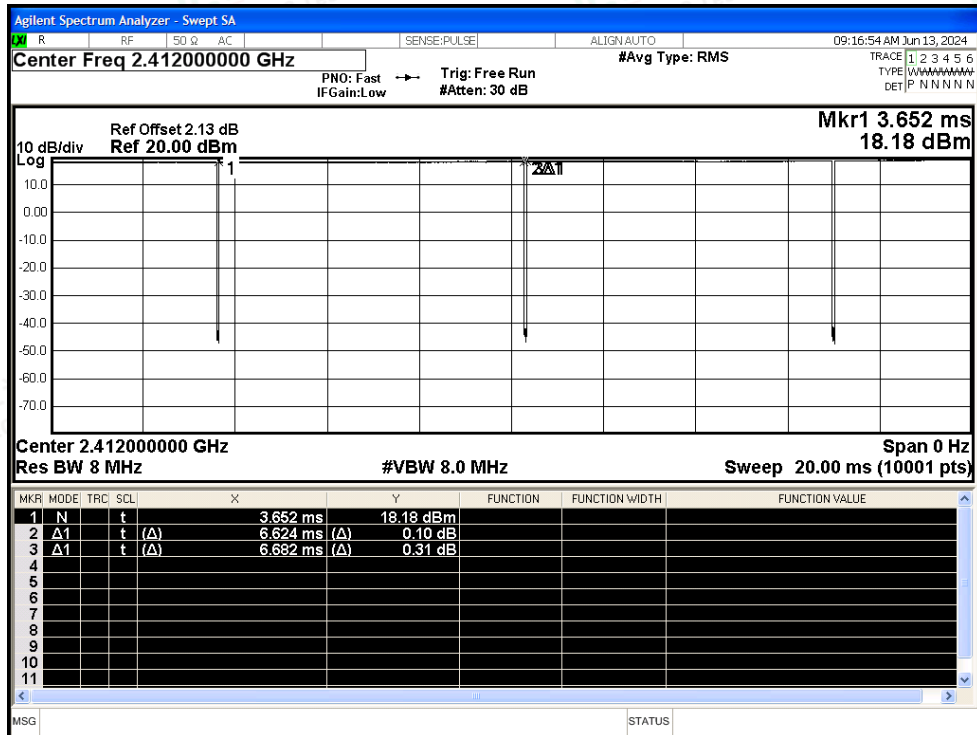 Agilent Spectrum Analyzer - Swept SA
LXI R RF 50 Ω AC SENSE:PULSE ALIGN AUTO 09:16:54 AM Jun 13, 2024
Center Freq 2.412000000 GHz
PNO: Fast
IFGain:Low
Trig: Free Run
#Atten: 30 dB
#Avg Type: RMS
TRACE 1 2 3 4 5 6
TYPE WWWWWW
DET P N N N N N
Ref Offset 2.13 dB
10 dB/div Ref 20.00 dBm
Log
Mkr1 3.652 ms
18.18 dBm
1
10.0
0.00
-10.0
-20.0
-30.0
-40.0
-50.0
-60.0
-70.0
Center 2.412000000 GHz Span 0 Hz
Res BW 8 MHz #VBW 8.0 MHz Sweep 20.00 ms (10001 pts)
MKR MODE TRC SCL X Y FUNCTION FUNCTION WIDTH FUNCTION VALUE
1 N t 3.652 ms 18.18 dBm
2 Δ1 t (Δ) 6.624 ms (Δ) 0.10 dB
3 Δ1 t (Δ) 6.682 ms (Δ) 0.31 dB
4
5
6
7
8
9
10
11
MSG STATUS